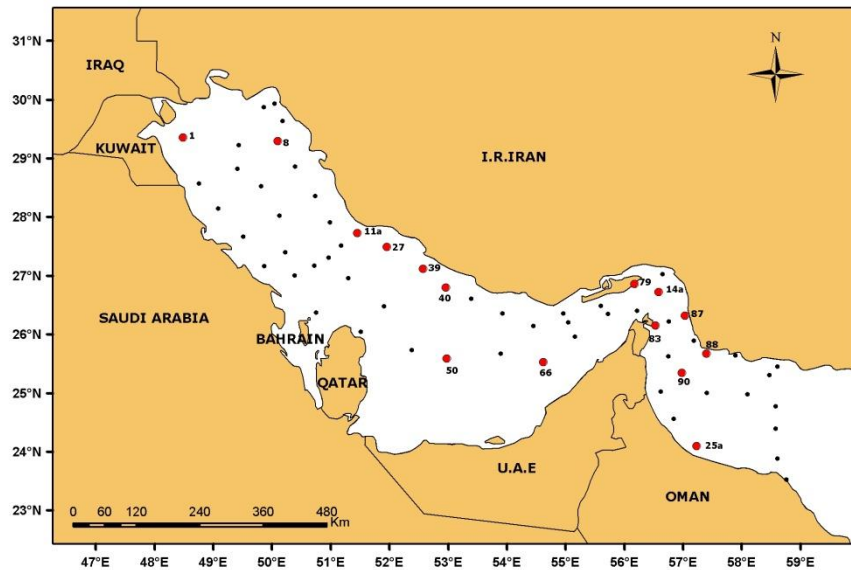 N
31°N
IRAQ
30°N
1
8
29°N
KUWAIT
I.R.IRAN
28°N
11a
27
39
27°N
40
79
14a
87
SAUDI ARABIA
26°N
BAHRAIN
83
88
50
66
90
QATAR
25°N
25a
24°N
U.A.E
OMAN
23°N
0 60 120 240 360 480
Km
47°E 48°E 49°E 50°E 51°E 52°E 53°E 54°E 55°E 56°E 57°E 58°E 59°E